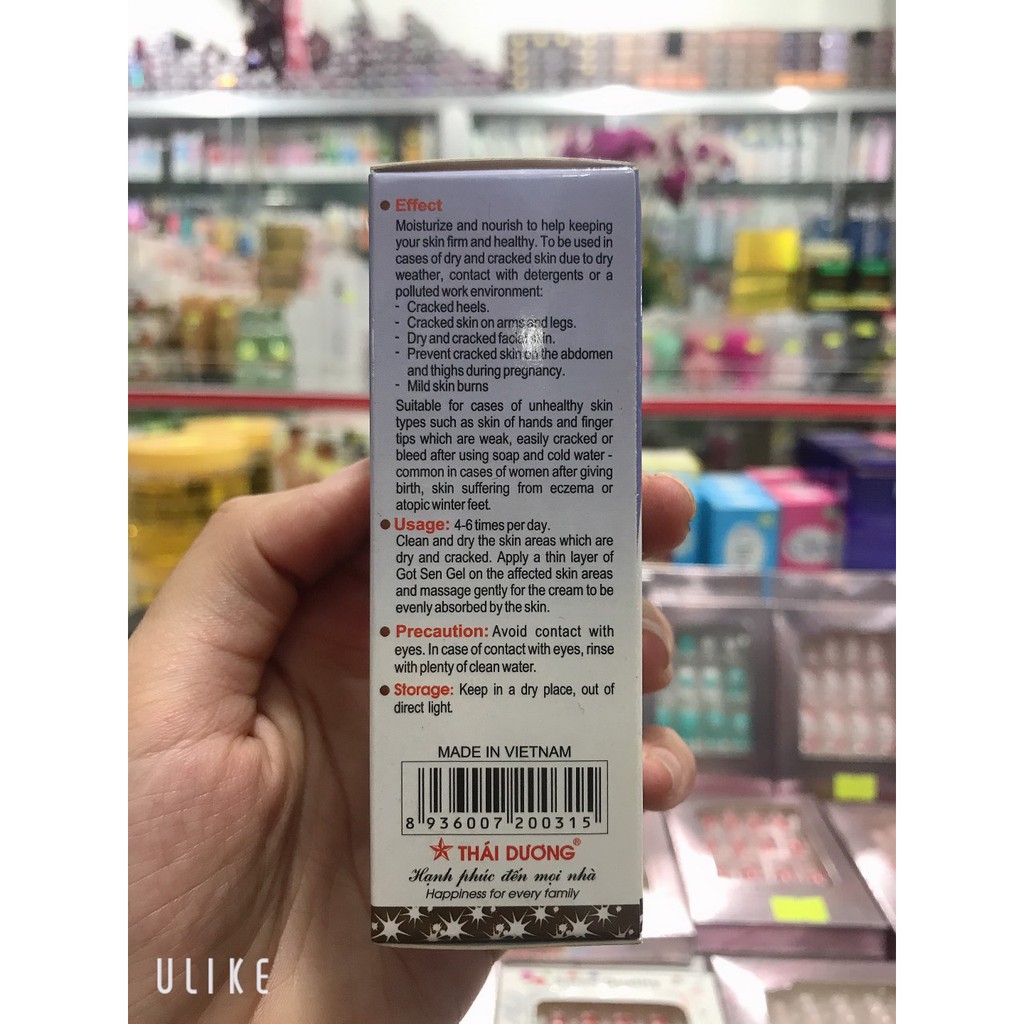 Effect
Moisturize and nourish to help keeping
your skin firm and healthy. To be used in
cases of dry and cracked skin due to dry
weather, contact with detergents or a
polluted work environment:
- Cracked heels.
- Cracked skin on arms and legs.
- Dry and cracked facial skin.
- Prevent cracked skin on the abdomen
and thighs during pregnancy.
- Mild skin burns
Suitable for cases of unhealthy skin
types such as skin of hands and finger
tips which are weak, easily cracked or
bleed after using soap and cold water -
common in cases of women after giving
birth, skin suffering from eczema or
atopic winter feet.
Usage: 4-6 times per day.
Clean and dry the skin areas which are
dry and cracked. Apply a thin layer of
Got Sen Gel on the affected skin areas
and massage gently for the cream to be
evenly absorbed by the skin.
Precaution: Avoid contact with
eyes. In case of contact with eyes, rinse
with plenty of clean water.
Storage: Keep in a dry place, out of
direct light.
MADE IN VIETNAM
8 936007 200315
THÁI DƯƠNG®
Hạnh phúc đến mọi nhà
Happiness for every family
ULIKE